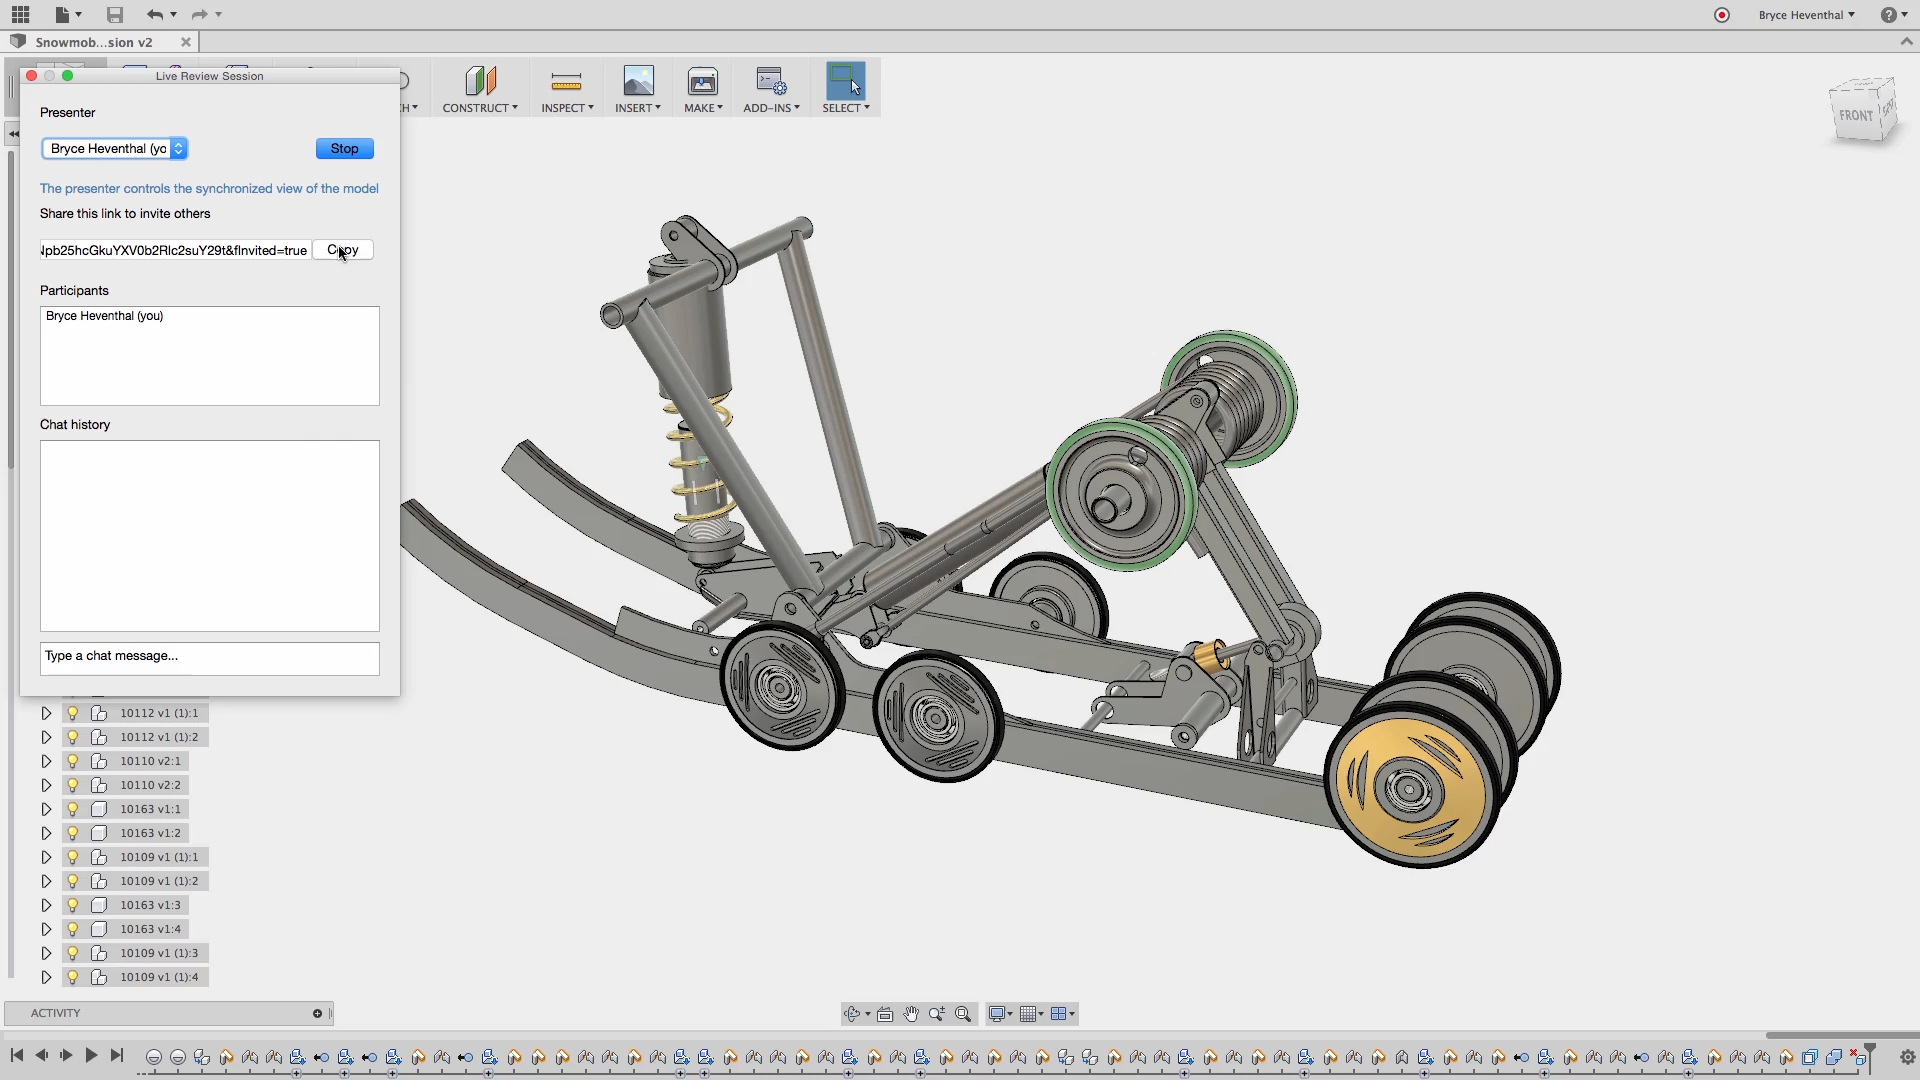 Bryce Heventhal
Snowmob...sion v2
Live Review Session
CONSTRUCT
INSPECT
INSERT
MAKE
ADD-INS
SELECT
FRONT
Presenter
Bryce Heventhal (yo
Stop
The presenter controls the synchronized view of the model
Share this link to invite others
pb25hcGkuYXV0b2Rlc2suY29t&fInvited=true
Copy
Participants
Bryce Heventhal (you)
Chat history
Type a chat message...
10112 v1 (1):1
10112 v1 (1):2
10110 v2:1
10110 v2:2
10163 v1:1
10163 v1:2
10109 v1 (1):1
10109 v1 (1):2
10163 v1:3
10163 v1:4
10109 v1 (1):3
10109 v1 (1):4
ACTIVITY